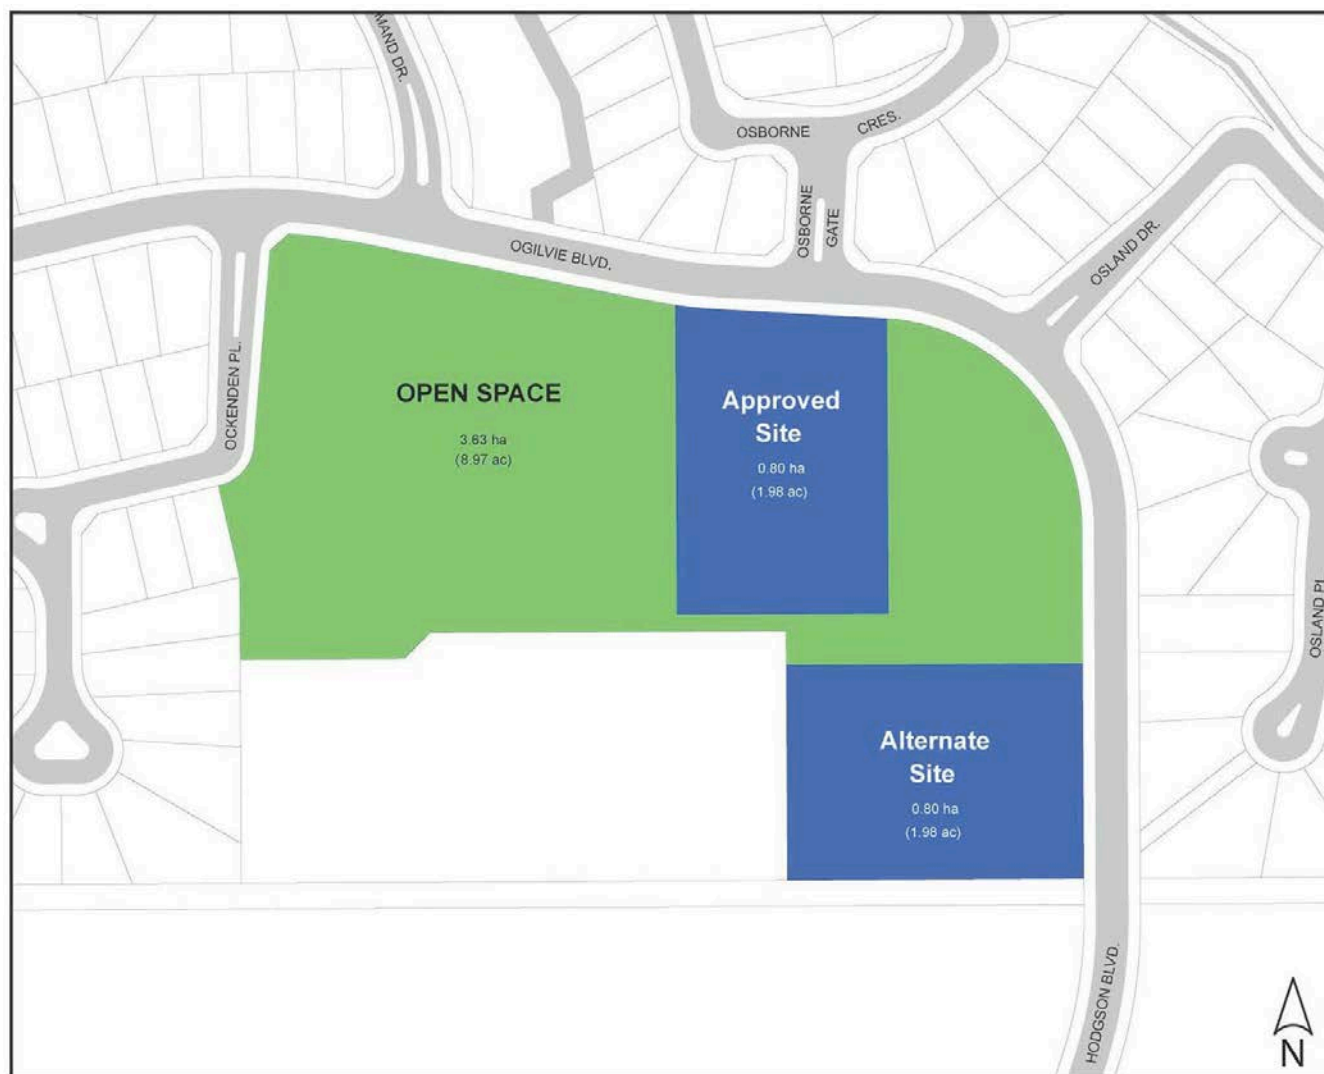 MAND DR.
OSBORNE
CRES.
OSBORNE
GATE
OSLAND DR.
OGILVIE BLVD.
OCKENDEN PL.
OPEN SPACE
3.63 ha
(8.97 ac)
Approved
Site
0.80 ha
(1.98 ac)
OSLAND PL
Alternate
Site
0.80 ha
(1.98 ac)
HODGSON BLVD.
N